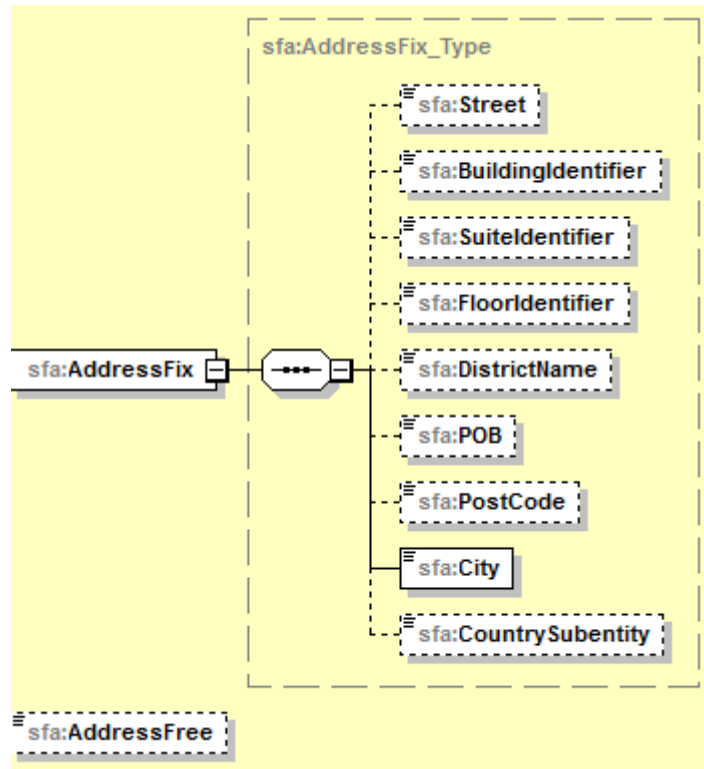 sfa:AddressFix_Type
sfa:Street
sfa:BuildingIdentifier
sfa:SuiteIdentifier
sfa:FloorIdentifier
sfa:AddressFix
sfa:DistrictName
sfa:POB
sfa:PostCode
sfa:City
sfa:CountrySubentity
sfa:AddressFree